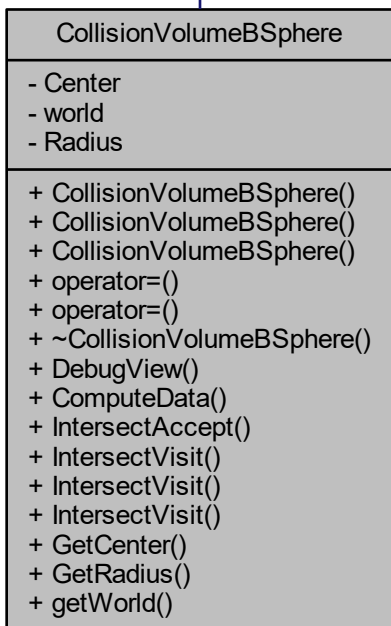 CollisionVolumeBSphere
- Center
- world
- Radius
+ CollisionVolumeBSphere()
+ CollisionVolumeBSphere()
+ CollisionVolumeBSphere()
+ operator=()
+ operator=()
+ ~CollisionVolumeBSphere()
+ DebugView()
+ ComputeData()
+ IntersectAccept()
+ IntersectVisit()
+ IntersectVisit()
+ IntersectVisit()
+ GetCenter()
+ GetRadius()
+ getWorld()